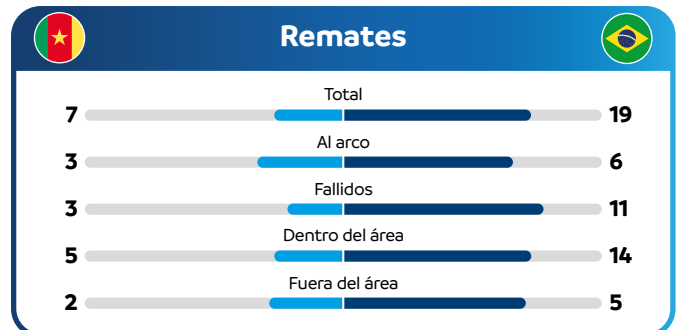 Remates
Total
7 19
Al arco
3 6
Fallidos
3 11
Dentro del área
5 14
Fuera del área
2 5